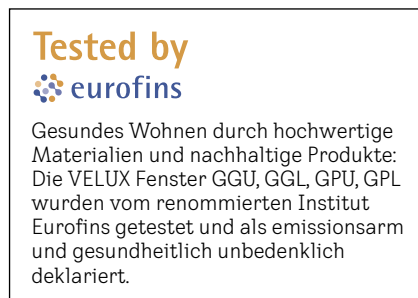 Tested by
eurofins
Gesundes Wohnen durch hochwertige
Materialien und nachhaltige Produkte:
Die VELUX Fenster GGU, GGL, GPU, GPL
wurden vom renommierten Institut
Eurofins getestet und als emissionsarm
und gesundheitlich unbedenklich
deklariert.